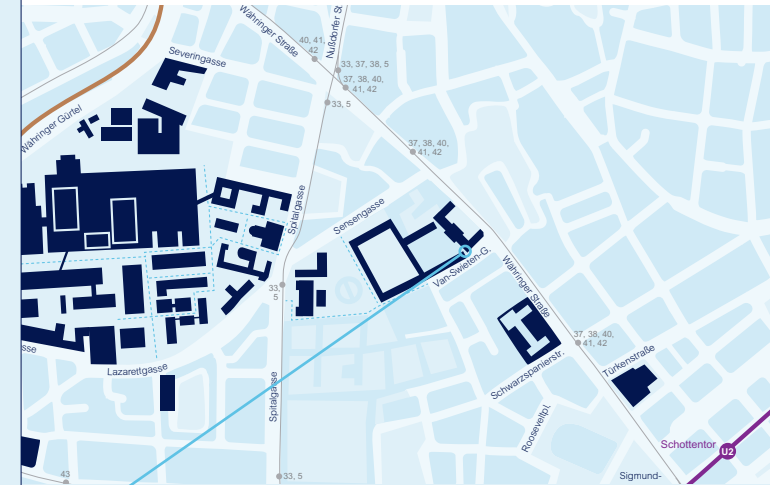 Währinger Straße
Nußdorfer St
40, 41,
42
Severingasse
33, 37, 38, 5
37, 38, 40,
41, 42
33, 5
Währinger Gürtel
37, 38, 40,
41, 42
Spitalgasse
Sensengasse
Van-Swieten-G.
Währinger Straße
33,
5
37, 38, 40,
41, 42
sse
Lazarettgasse
Türkenstraße
Schwarzspanierstr.
Spitalgasse
Rooseveltpl.
Schottentor
U2
43
33, 5
Sigmund-